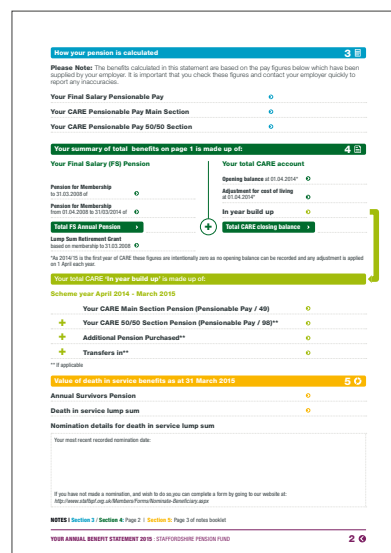 How your pension is calculated 3
Please Note: The benefits calculated in this statement are based on the pay figures below which have been
supplied by your employer. It is important that you check these figures and contact your employer quickly to
report any inaccuracies.
Your Final Salary Pensionable Pay
Your CARE Pensionable Pay Main Section
Your CARE Pensionable Pay 50/50 Section
Your summary of total benefits on page 1 is made up of: 4
Your Final Salary (FS) Pension
Pension for Membership
to 31.03.2008 of
Pension for Membership
from 01.04.2008 to 31/03/2014 of
Total FS Annual Pension
Lump Sum Retirement Grant
based on membership to 31.03.2008
Your total CARE account
Opening balance at 01.04.2014*
Adjustment for cost of living
at 01.04.2014*
In year build up
Total CARE closing balance
*As 2014/15 is the first year of CARE these figures are intentionally zero as no opening balance can be recorded and any adjustment is applied
on 1 April each year.
Your total CARE 'in year build up' is made up of:
Scheme year April 2014 - March 2015
Your CARE Main Section Pension (Pensionable Pay / 49)
+ Your CARE 50/50 Section Pension (Pensionable Pay / 98)**
+ Additional Pension Purchased**
+ Transfers in**
** If applicable
Value of death in service benefits as at 31 March 2015 5
Annual Survivors Pension
Death in service lump sum
Nomination details for death in service lump sum
Your most recent recorded nomination date:
If you have not made a nomination, and wish to do so,you can complete a form by going to our website at:
http://www.staffspf.org.uk/Members/Forms/Nominate-Beneficiary.aspx
NOTES I Section 3 / Section 4: Page 2 I Section 5: Page 3 of notes booklet
YOUR ANNUAL BENEFIT STATEMENT 2015 : STAFFORDSHIRE PENSION FUND 2